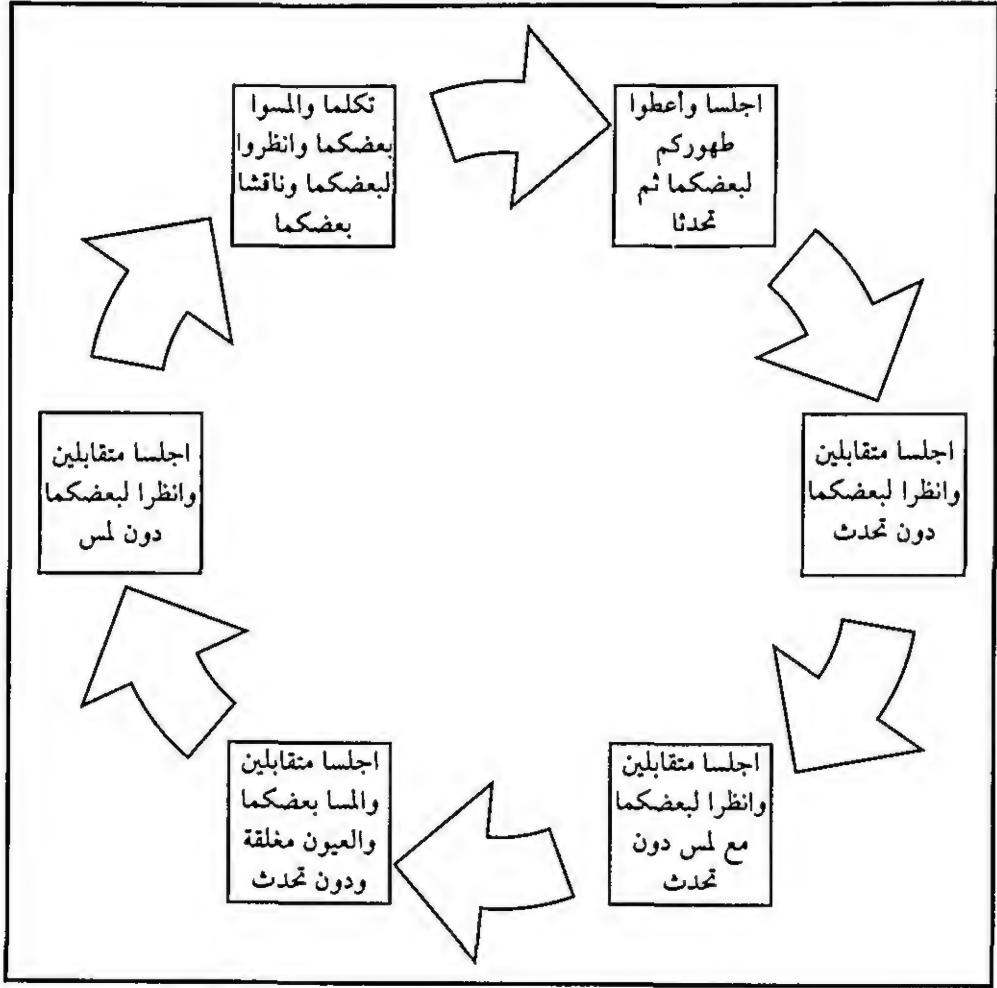 اجلسا وأعطوا
طهوركم
لبعضكما ثم
تحدثا
اجلسا متقابلين
وانظرا لبعضكما
دون تحدث
اجلسا متقابلين
وانظرا لبعضكما
مع لمس دون
تحدث
اجلسا متقابلين
والمسا بعضكما
والعيون مغلقة
ودون تحدث
اجلسا متقابلين
وانظرا لبعضكما
دون لمس
تكلما والمسوا
بعضكما وانظروا
لبعضكما وناقشا
بعضكما